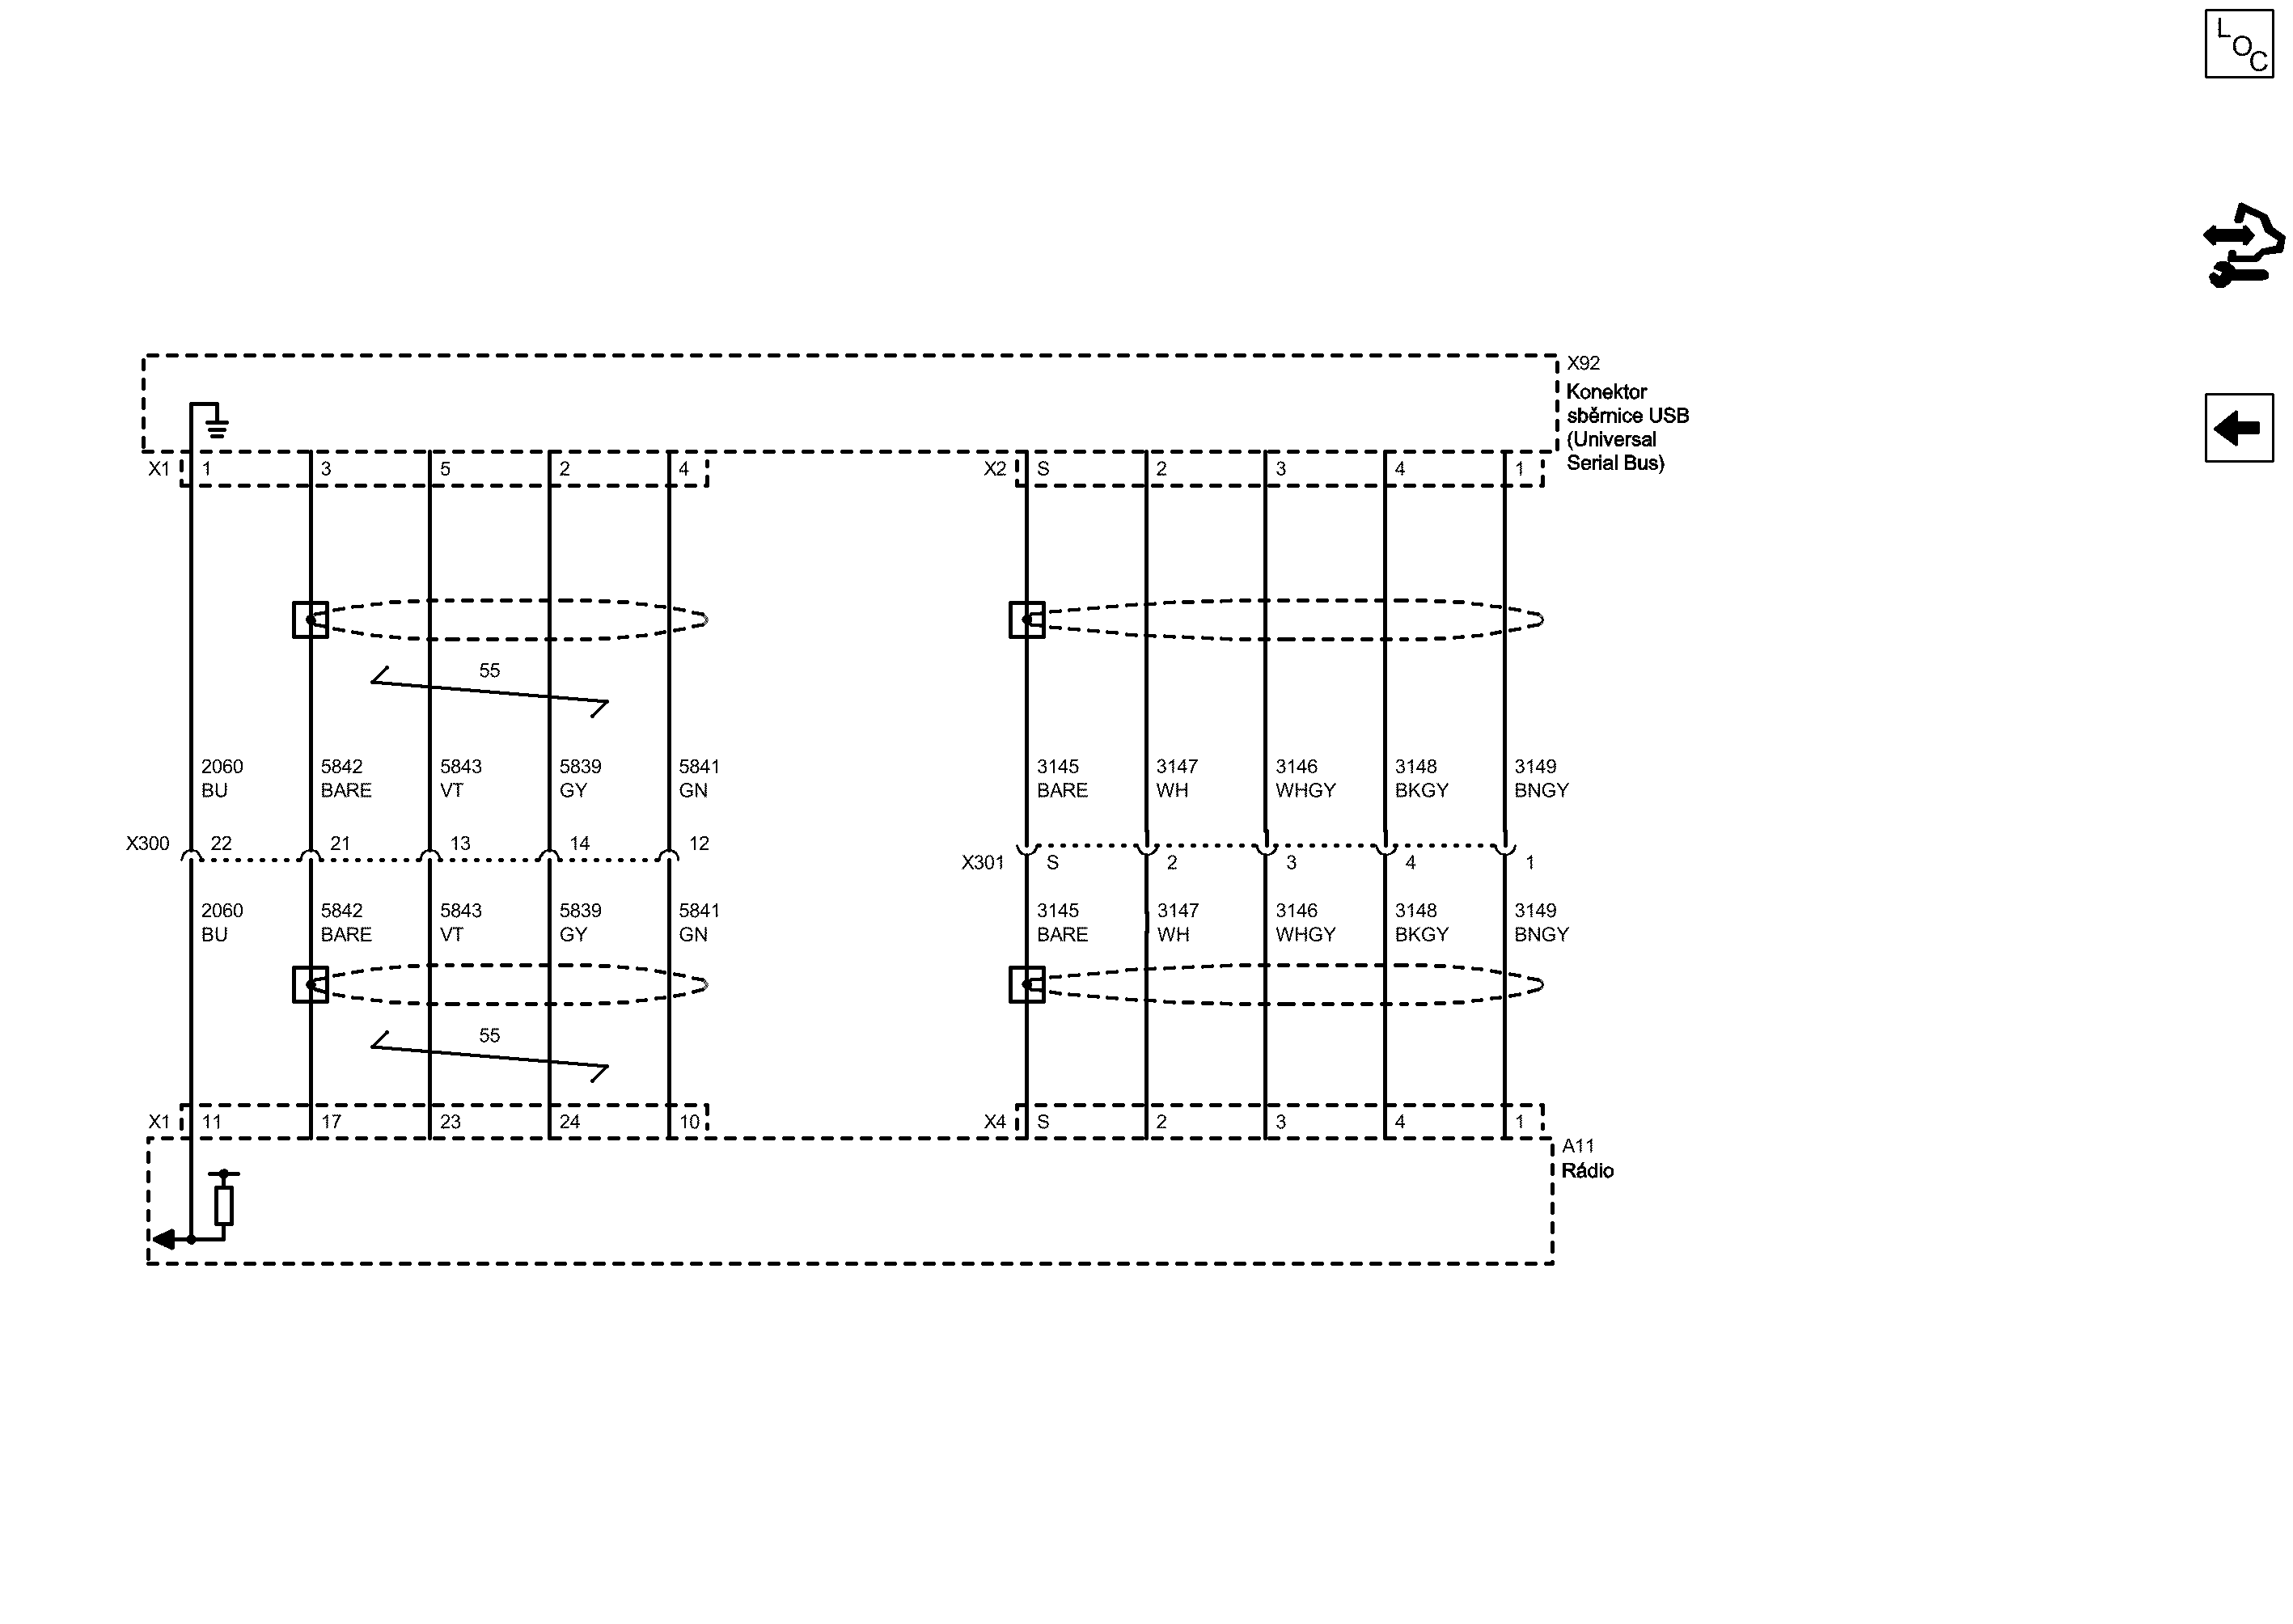 L
O
C
X92
Konektor
sběrnice USB
(Universal
Serial Bus)
X1 1 3 5 2 4 X2 S 2 3 4 1
55
2060 5842 5843 5839 5841 3145 3147 3146 3148 3149
BU BARE VT GY GN BARE WH WHGY BKGY BNGY
X300 22 21 13 14 12
X301 S 2 3 4 1
2060 5842 5843 5839 5841 3145 3147 3146 3148 3149
BU BARE VT GY GN BARE WH WHGY BKGY BNGY
55
X1 11 17 23 24 10 X4 S 2 3 4 1
A11
Rádio